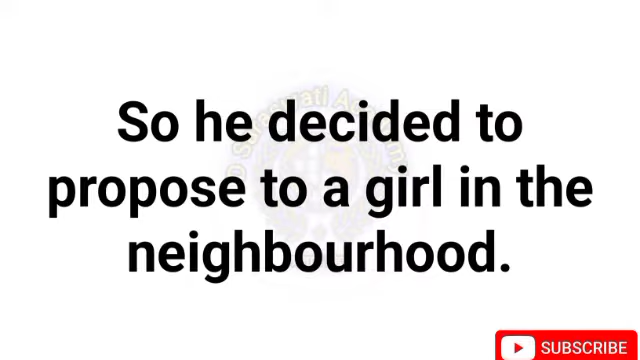 So he decided to
propose to a girl in the
neighbourhood.
SUBSCRIBE